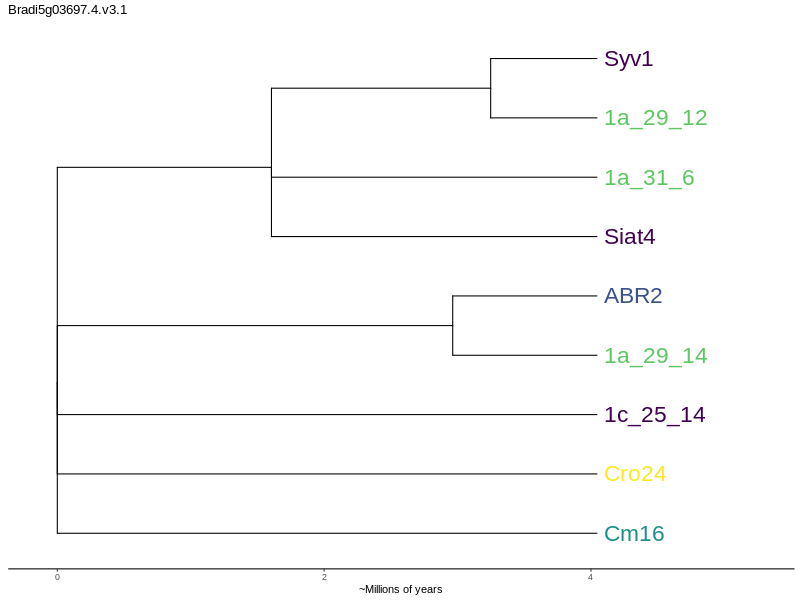 Bradi5g03697.4.v3.1
Syv1
1a_29_12
1a_31_6
Siat4
ABR2
1a_29_14
1c_25_14
Cro24
Cm16
0 2 4
~Millions of years